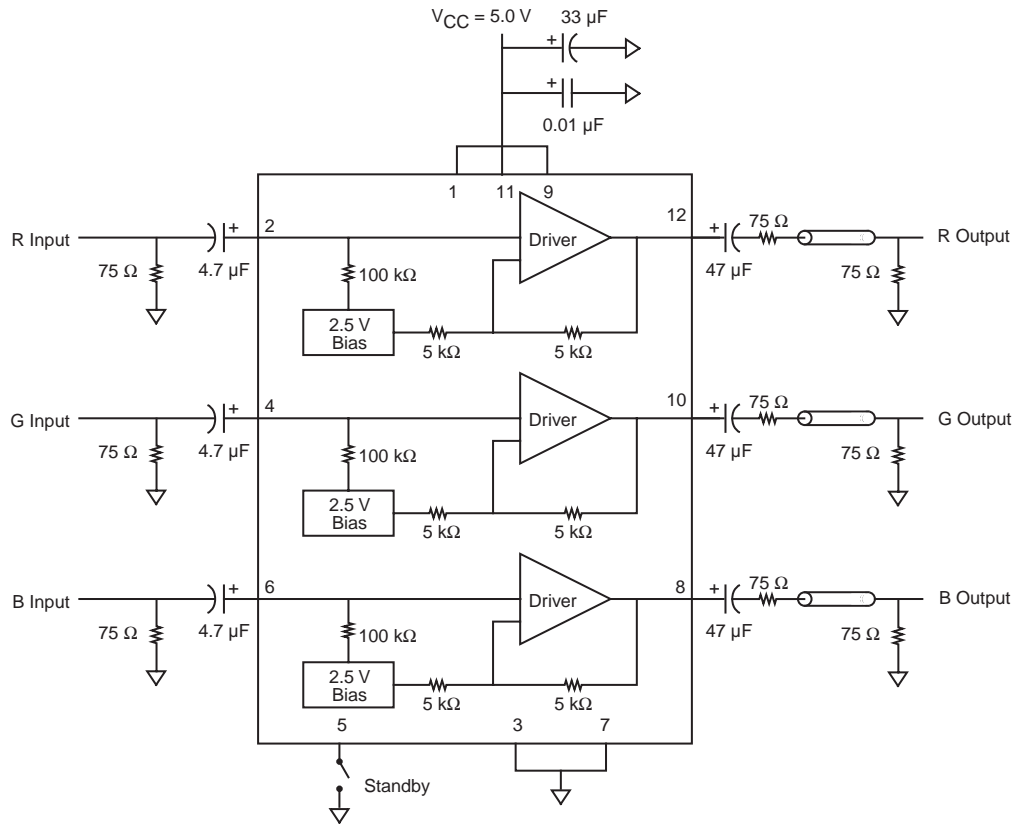 V_CC = 5.0 V
33 µF
+
+
0.01 µF
1
11
9
R Input
75 Ω
+
4.7 µF
2
100 kΩ
2.5 V
Bias
5 kΩ
Driver
5 kΩ
12
+
47 µF
75 Ω
75 Ω
R Output
G Input
75 Ω
+
4.7 µF
4
100 kΩ
2.5 V
Bias
5 kΩ
Driver
5 kΩ
10
+
47 µF
75 Ω
75 Ω
G Output
B Input
75 Ω
+
4.7 µF
6
100 kΩ
2.5 V
Bias
5 kΩ
Driver
5 kΩ
8
+
47 µF
75 Ω
75 Ω
B Output
5
Standby
3
7